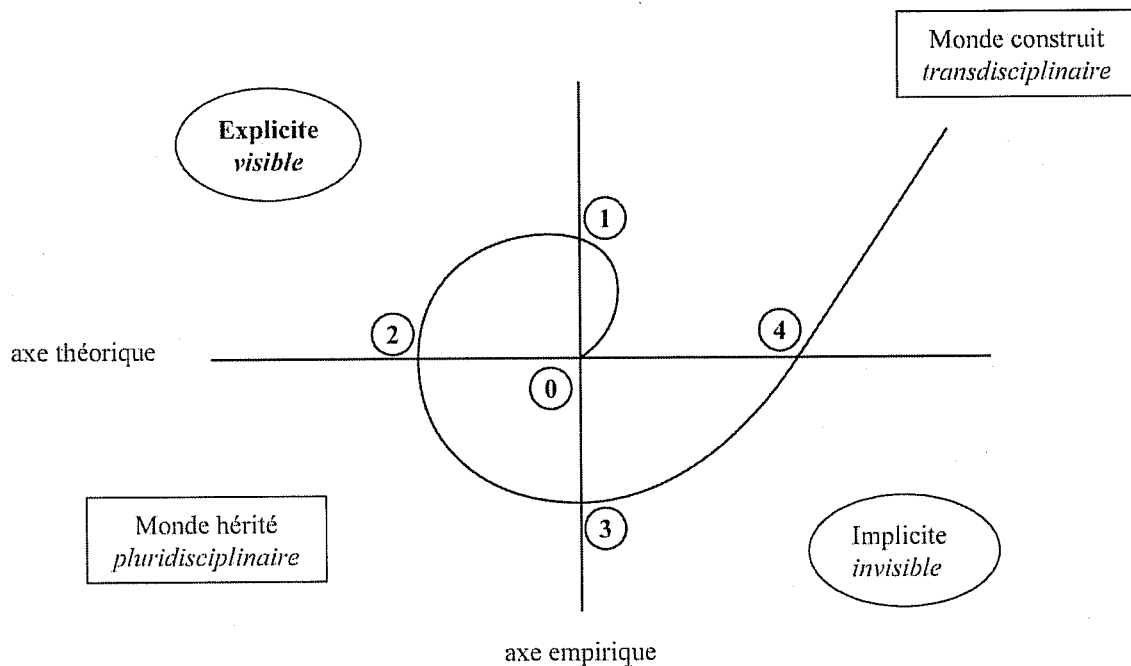 Monde construit
transdisciplinaire
Explicite
visible
1
2
4
axe théorique
0
Monde hérité
pluridisciplinaire
3
Implicite
invisible
axe empirique